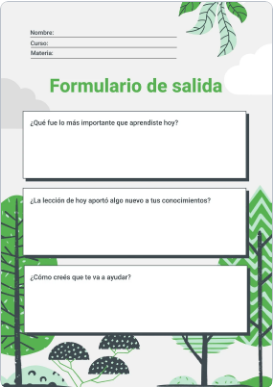 Nombre:
Curso:
Materia:
Formulario de salida
¿Qué fue lo más importante que aprendiste hoy?
¿La lección de hoy aportó algo nuevo a tus conocimientos?
¿Cómo creés que te va a ayudar?